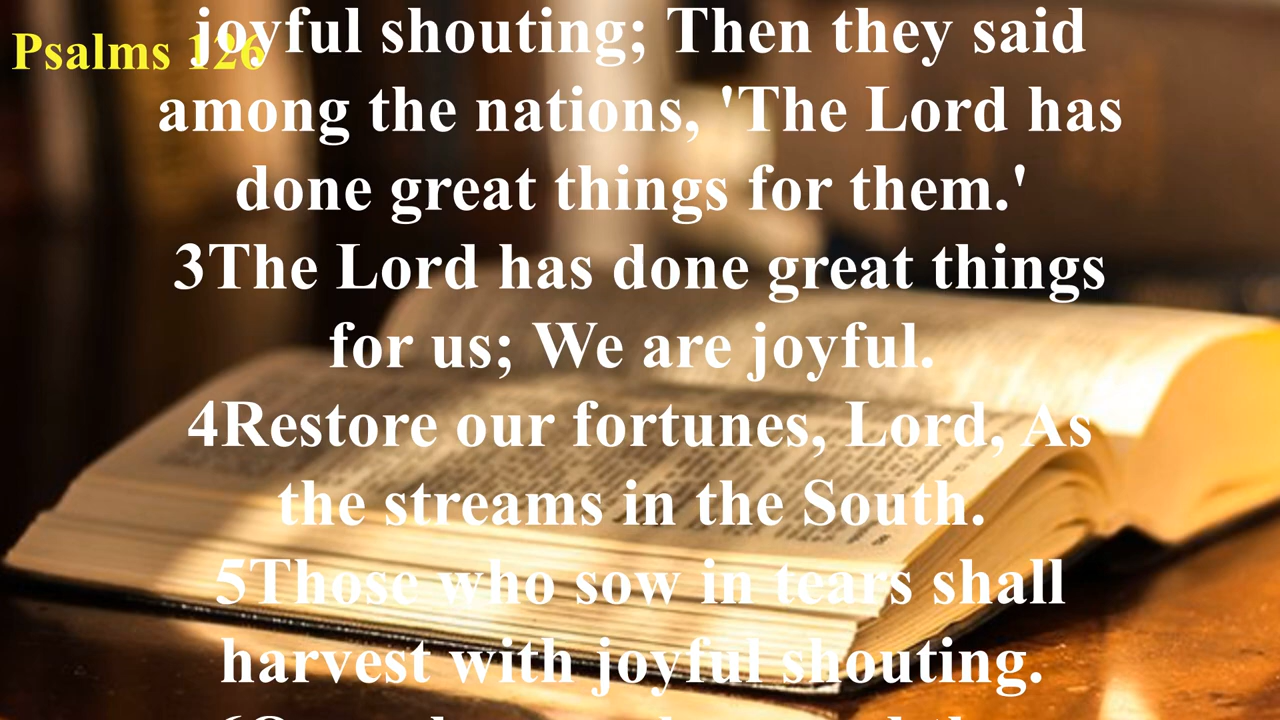 Psalms 126
joyful shouting; Then they said
among the nations, 'The Lord has
done great things for them.'
3The Lord has done great things
for us; We are joyful.
4Restore our fortunes, Lord, As
the streams in the South.
5Those who sow in tears shall
harvest with joyful shouting.